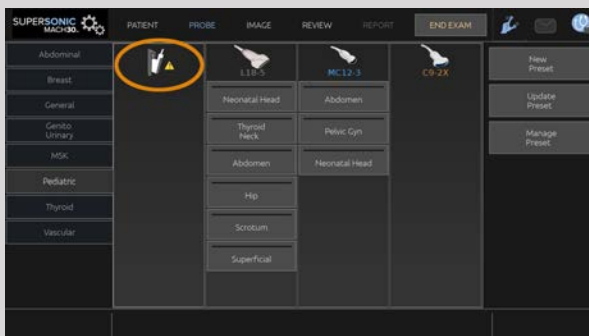 SUPERSONIC
MACH30.
PATIENT
PROBE
IMAGE
REVIEW
REPORT
END EXAM
Abdominal
Breast
General
Genito
Urinary
MSK
Pediatric
Thyroid
Vascular
L18-5
Neonatal Head
Thyroid
Neck
Abdomen
Hip
Scrotum
Superficial
MC12-3
Abdomen
Pelvic Gyn
Neonatal Head
C9-2X
New
Preset
Update
Preset
Manage
Preset